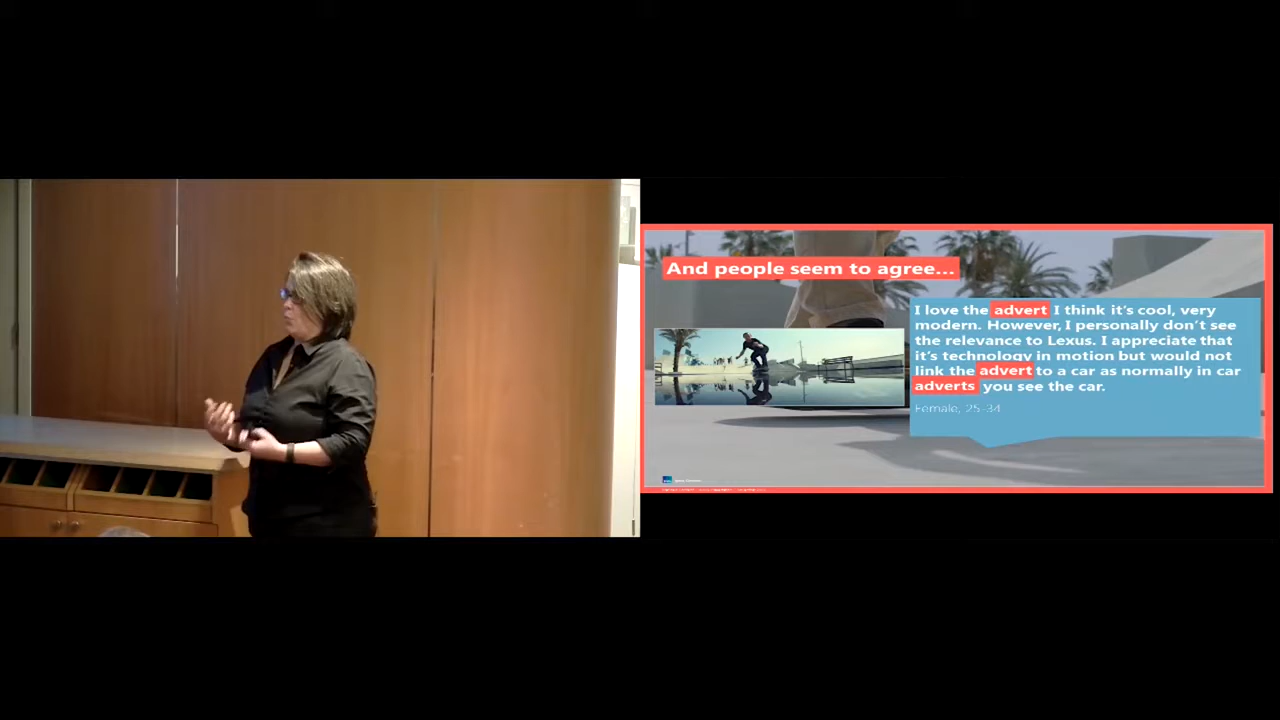 And people seem to agree...
I love the advert I think it's cool, very
modern. However, I personally don't see
the relevance to Lexus. I appreciate that
it's technology in motion but would not
link the advert to a car as normally in car
adverts you see the car.
Female, 25-34